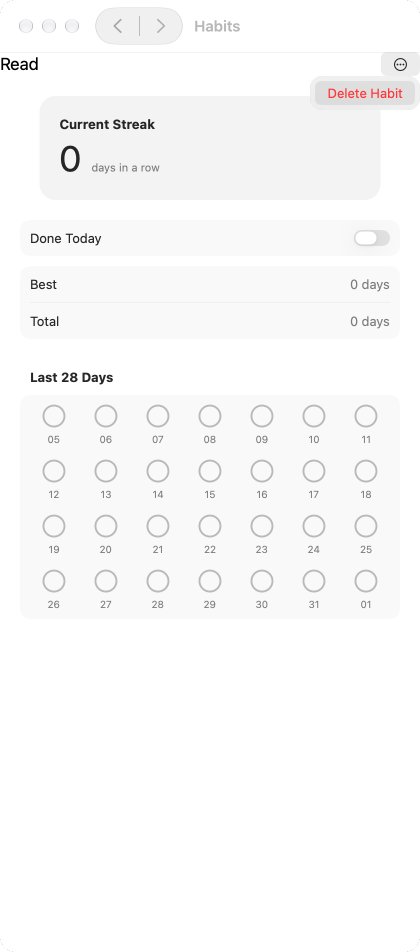 Habits
Read
Delete Habit
Current Streak
0 days in a row
Done Today
Best 0 days
Total 0 days
Last 28 Days
05 06 07 08 09 10 11
12 13 14 15 16 17 18
19 20 21 22 23 24 25
26 27 28 29 30 31 01